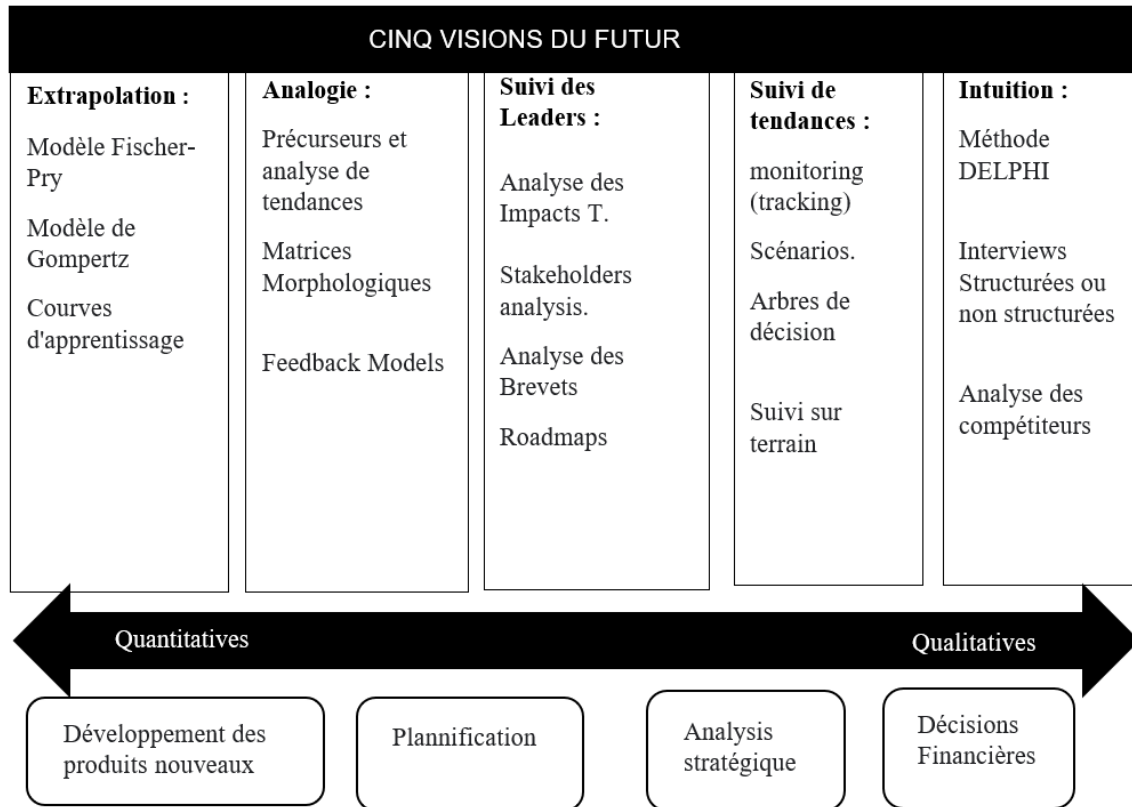 CINQ VISIONS DU FUTUR
Extrapolation :
Modèle Fischer-
Pry
Modèle de
Gompertz
Courves
d'apprentissage
Analogie :
Précurseurs et
analyse de
tendances
Matrices
Morphologiques
Feedback Models
Suivi des
Leaders :
Analyse des
Impacts T.
Stakeholders
analysis.
Analyse des
Brevets
Roadmaps
Suivi de
tendances :
monitoring
(tracking)
Scénarios.
Arbres de
décision
Suivi sur
terrain
Intuition :
Méthode
DELPHI
Interviews
Structurées ou
non structurées
Analyse des
compétiteurs
Quantitatives
Qualitatives
Développement des
produits nouveaux
Plannification
Analysis
stratégique
Décisions
Financières